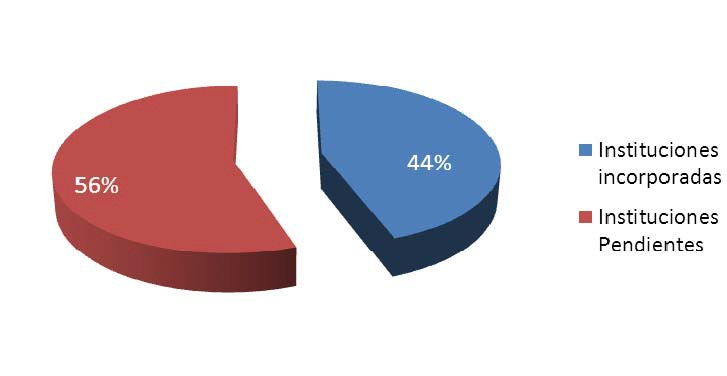 44%
56%
Instituciones
incorporadas
Instituciones
Pendientes